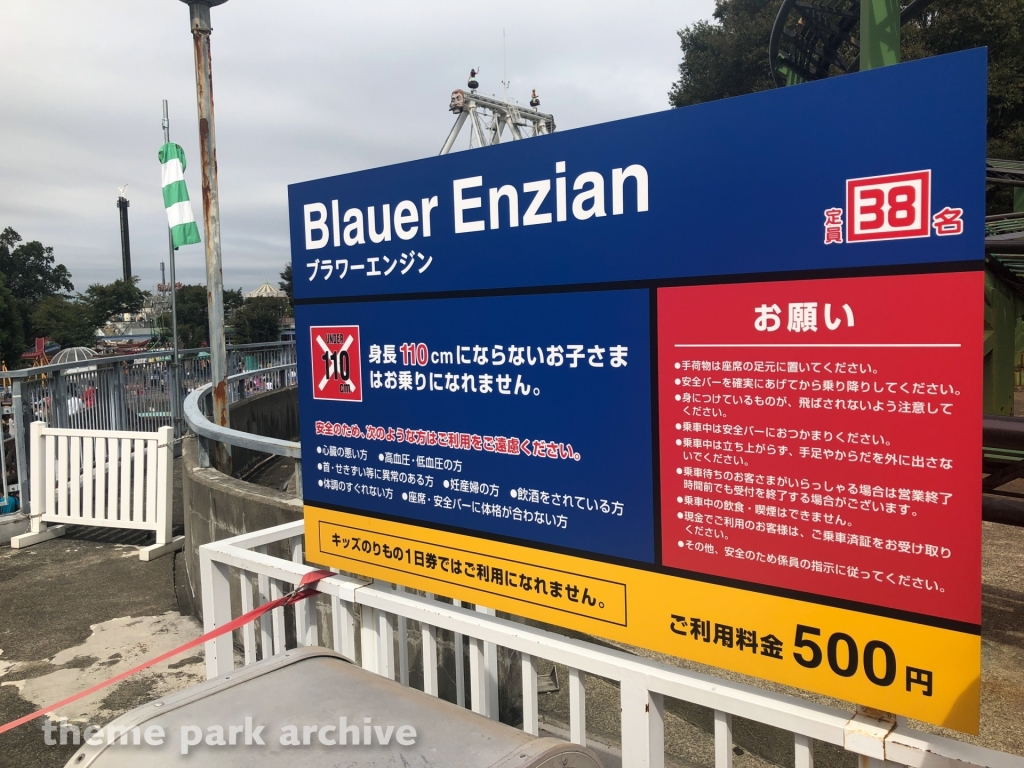 Blauer Enzian
ブラワーエンジン
定員 38 名
UNDER
110
cm
身長110cmにならないお子さま
はお乗りになれません。
安全のため、次のような方はご利用をご遠慮ください。
●心臓の悪い方 ●高血圧・低血圧の方
●首・せきずい等に異常のある方 ●妊産婦の方 ●飲酒をされている方
●体調のすぐれない方 ●座席・安全バーに体格が合わない方
お願い
●手荷物は座席の足元に置いてください。
●安全バーを確実にあげてから乗り降りしてください。
●身につけているものが、飛ばされないよう注意して
ください。
●乗車中は安全バーにおつかまりください。
●乗車中は立ち上がらず、手足やからだを外に出さな
いでください。
●乗車待ちのお客さまがいらっしゃる場合は営業終了
時間前でも受付を終了する場合がございます。
●乗車中の飲食・喫煙はできません。
●現金でご利用のお客様は、ご乗車済証をお受け取り
ください。
●その他、安全のため係員の指示に従ってください。
キッズのりもの1日券ではご利用になれません。
ご利用料金 500円
theme park archive